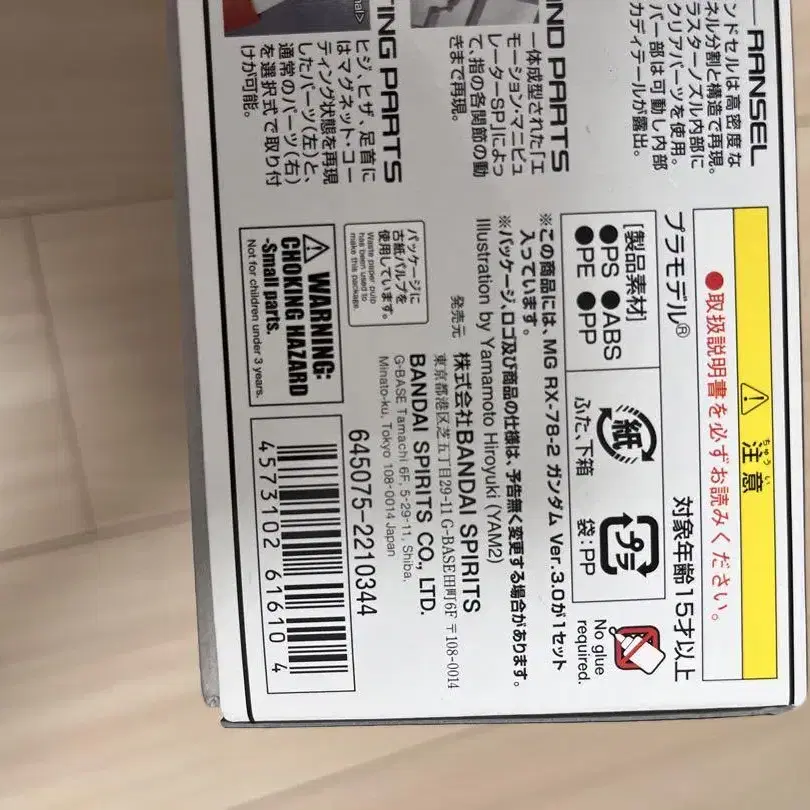 RANSEL
ンドセルは高密度な
ネル分割と構造で再現。
ラスターノズル内部に
クリアパーツを使用。
バー部は可動し内部
カディテールが露出。
ND PARTS
一体成型された「エ
モーション・マニピュ
レーターSP」によっ
て、指の各関節の動
きまで再現。
TING PARTS
ヒジ、ヒザ、足首に
はマグネット・コー
ティング状態を再現
したパーツ(左)と、
通常のパーツ(右)
を選択式で取り付
けが可能。
注意
ちゅうい
●取扱説明書を必ずお読みください。
プラモデル®
対象年齢15才以上
[製品素材]
●PS ●ABS
●PE ●PP
紙
ふた、下箱
プラ
袋:PP
No glue
required.
※この商品には、MG RX-78-2 ガンダム Ver.3.0が1セット
入っています。
※パッケージ、ロゴ及び商品の仕様は、予告無く変更する場合があります。
Illustration by Yamamoto Hiroyuki (YAM2)
パッケージに
古紙パルプを
使用しています。
Waste paper pulp
has been used to
make this package.
発売元
株式会社BANDAI SPIRITS
東京都港区芝五丁目29-11 G-BASE田町6F 〒108-0014
BANDAI SPIRITS CO., LTD.
G-BASE Tamachi 6F, 5-29-11, Shiba,
Minato-ku, Tokyo 108-0014 Japan
WARNING:
CHOKING HAZARD
-Small parts.
Not for children under 3 years.
645075-2210344
4573102 616104